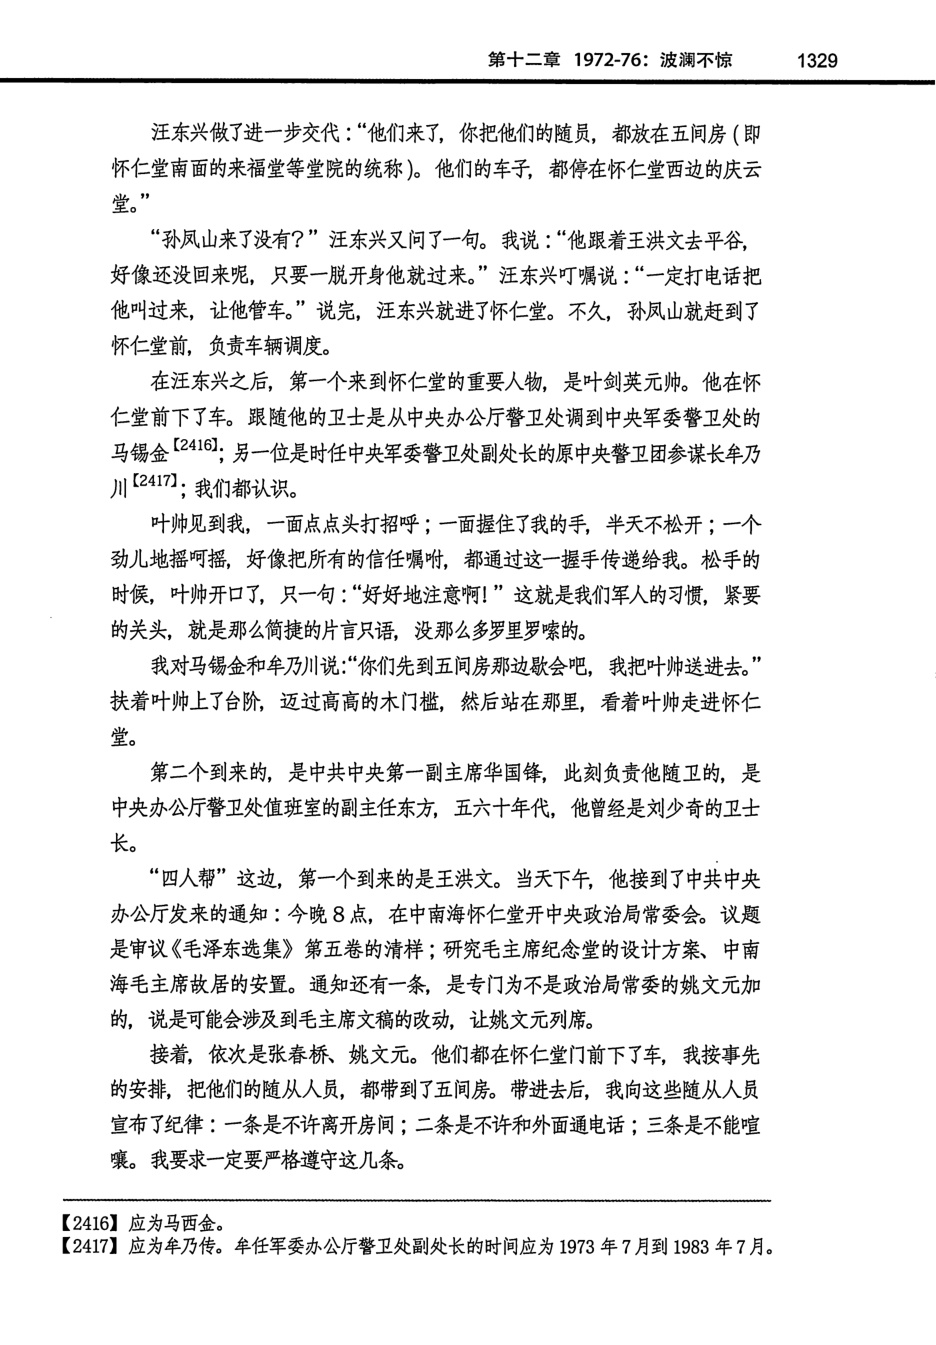 第十二章 1972-76：波澜不惊 1329
汪东兴做了进一步交代：“他们来了，你把他们的随员，都放在五间房（即
怀仁堂南面的来福堂等堂院的统称）。他们的车子，都停在怀仁堂西边的庆云
堂。”
“孙凤山来了没有？”汪东兴又问了一句。我说：“他跟着王洪文去平谷，
好像还没回来呢，只要一脱开身他就过来。”汪东兴叮嘱说：“一定打电话把
他叫过来，让他管车。”说完，汪东兴就进了怀仁堂。不久，孙凤山就赶到了
怀仁堂前，负责车辆调度。
在汪东兴之后，第一个来到怀仁堂的重要人物，是叶剑英元帅。他在怀
仁堂前下了车。跟随他的卫士是从中央办公厅警卫处调到中央军委警卫处的
马锡金【2416】；另一位是时任中央军委警卫处副处长的原中央警卫团参谋长牟乃
川【2417】；我们都认识。
叶帅见到我，一面点点头打招呼；一面握住了我的手，半天不松开；一个
劲儿地摇呵摇，好像把所有的信任嘱咐，都通过这一握手传递给我。松手的
时候，叶帅开口了，只一句：“好好地注意啊！”这就是我们军人的习惯，紧要
的关头，就是那么简捷的片言只语，没那么多罗里罗嗦的。
我对马锡金和牟乃川说：“你们先到五间房那边歇会吧，我把叶帅送进去。”
扶着叶帅上了台阶，迈过高高的木门槛，然后站在那里，看着叶帅走进怀仁
堂。
第二个到来的，是中共中央第一副主席华国锋，此刻负责他随卫的，是
中央办公厅警卫处值班室的副主任东方，五六十年代，他曾经是刘少奇的卫士
长。
“四人帮”这边，第一个到来的是王洪文。当天下午，他接到了中共中央
办公厅发来的通知：今晚8点，在中南海怀仁堂开中央政治局常委会。议题
是审议《毛泽东选集》第五卷的清样；研究毛主席纪念堂的设计方案、中南
海毛主席故居的安置。通知还有一条，是专门为不是政治局常委的姚文元加
的，说是可能会涉及到毛主席文稿的改动，让姚文元列席。
接着，依次是张春桥、姚文元。他们都在怀仁堂门前下了车，我按事先
的安排，把他们的随从人员，都带到了五间房。带进去后，我向这些随从人员
宣布了纪律：一条是不许离开房间；二条是不许和外面通电话；三条是不能喧
嚷。我要求一定要严格遵守这几条。
【2416】应为马西金。
【2417】应为牟乃传。牟任军委办公厅警卫处副处长的时间应为1973年7月到1983年7月。